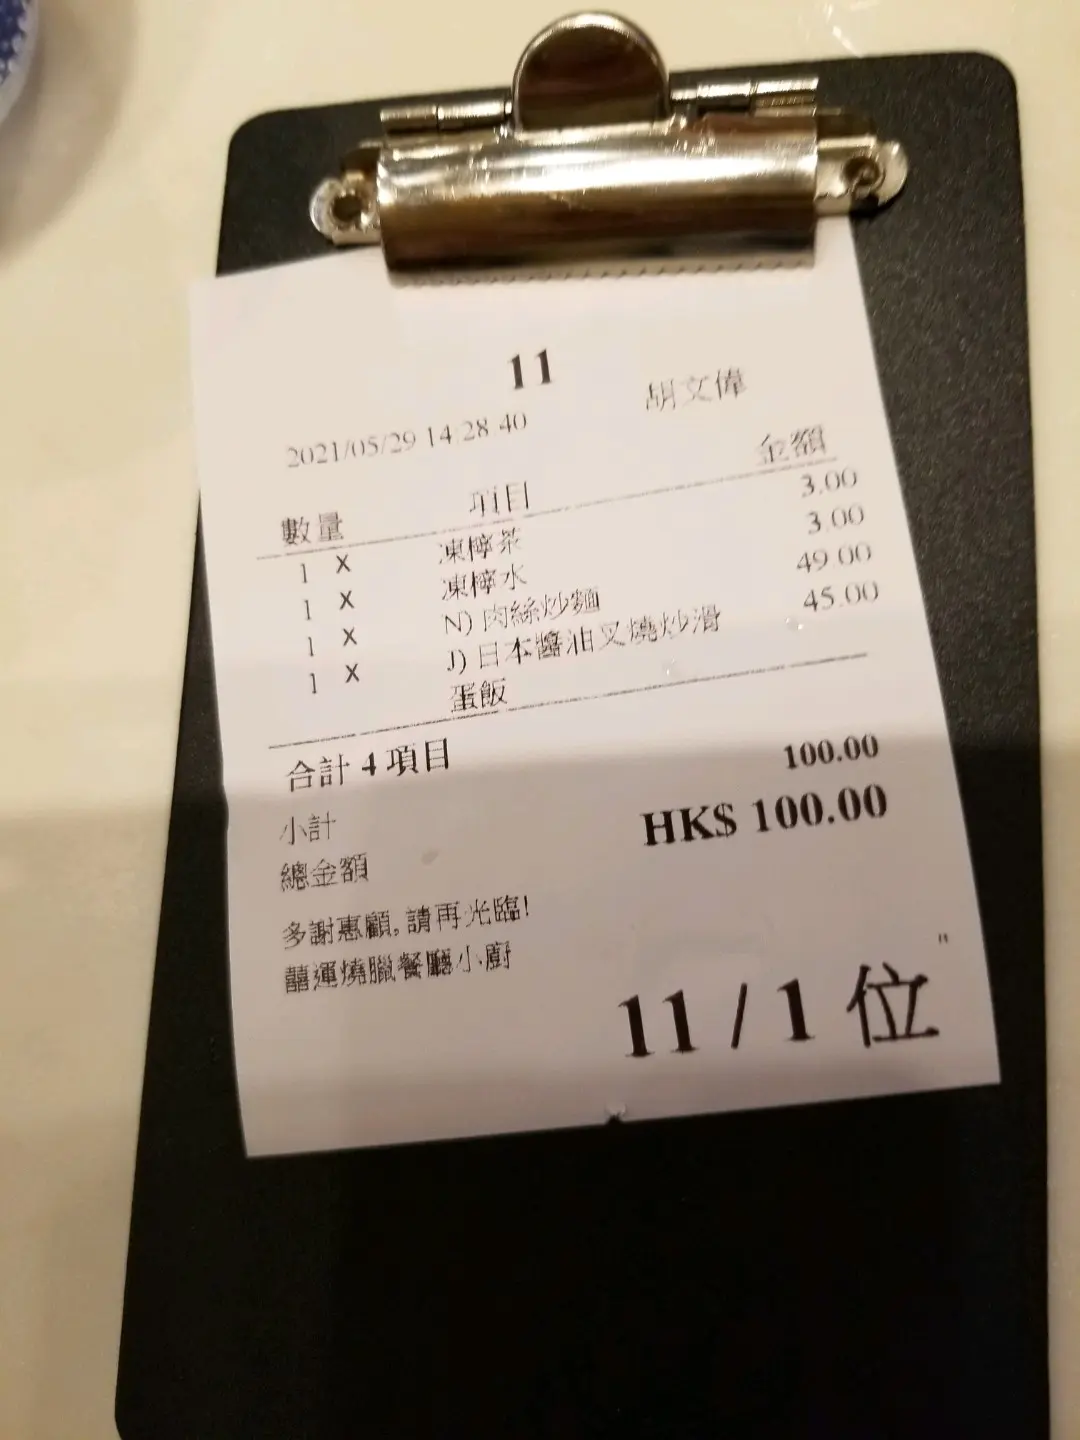 11
胡文偉
2021/05/29 14:28:40
數量 項目 金額
1 X 凍檸茶 3.00
1 X 凍檸水 3.00
1 X N) 肉絲炒麵 49.00
1 X J) 日本醬油叉燒炒滑 45.00
蛋飯
合計 4 項目
小計 100.00
總金額 HK$ 100.00
多謝惠顧,請再光臨!
囍運燒臘餐廳小廚
"
11 / 1 位